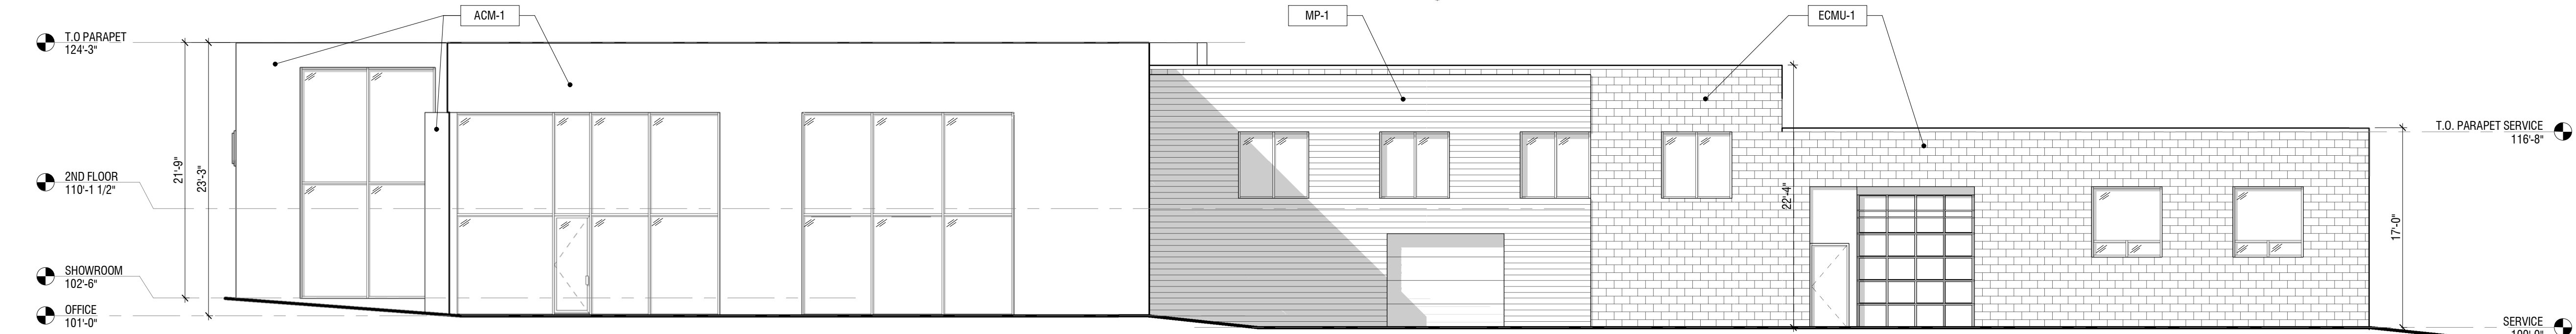 ACM-1
MP-1
ECMU-1
T.O PARAPET
124'-3"
T.O. PARAPET SERVICE
116'-8"
21'-9"
23'-3"
2ND FLOOR
110'-1 1/2"
22'-4"
17'-0"
SHOWROOM
102'-6"
OFFICE
101'-0"
SERVICE